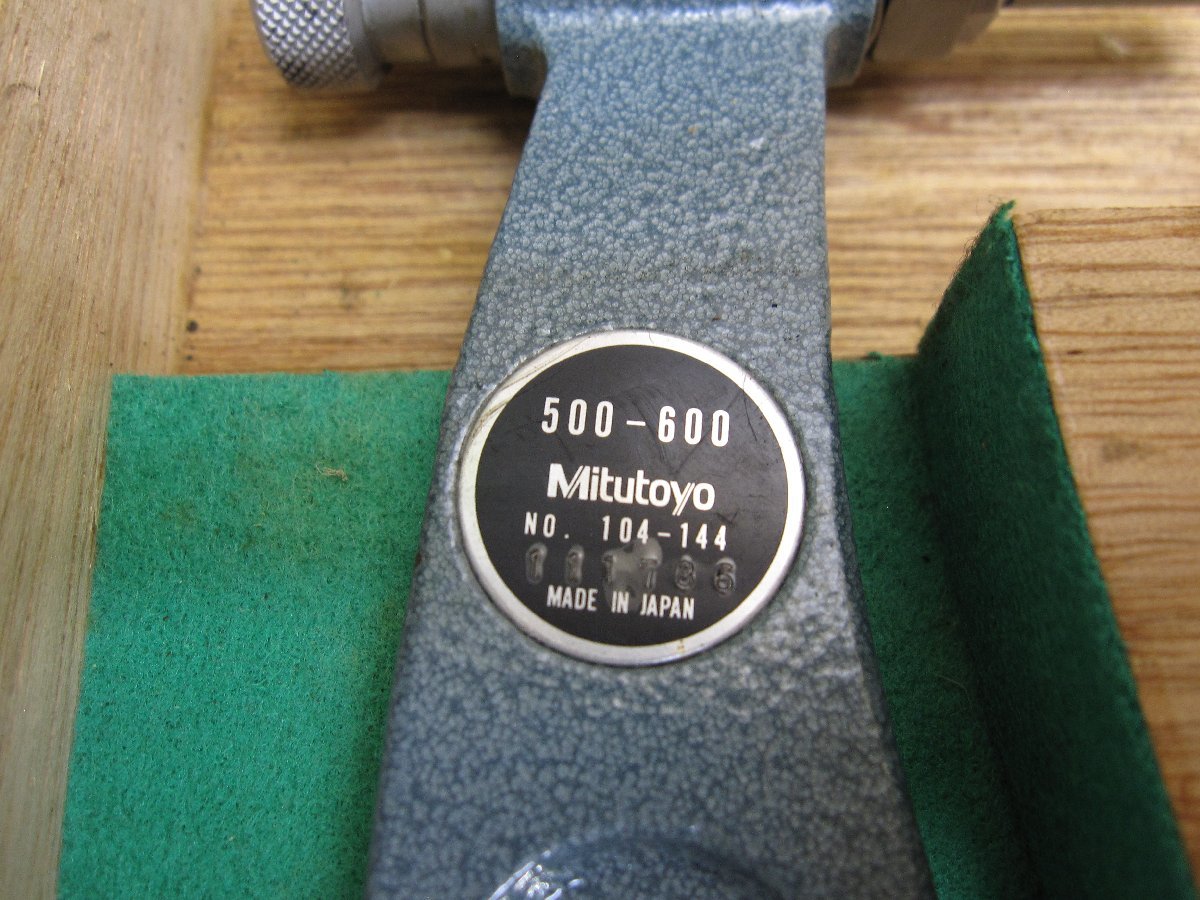 500-600
Mitutoyo
NO. 104-144
MADE IN JAPAN